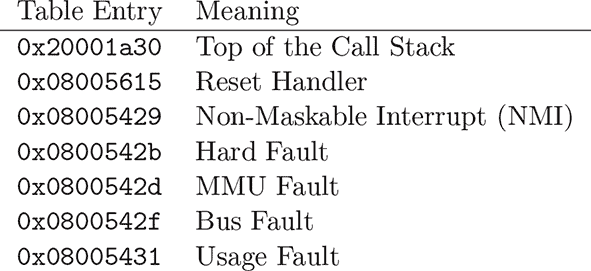 Table Entry Meaning
0x20001a30 Top of the Call Stack
0x08005615 Reset Handler
0x08005429 Non-Maskable Interrupt (NMI)
0x0800542b Hard Fault
0x0800542d MMU Fault
0x0800542f Bus Fault
0x08005431 Usage Fault